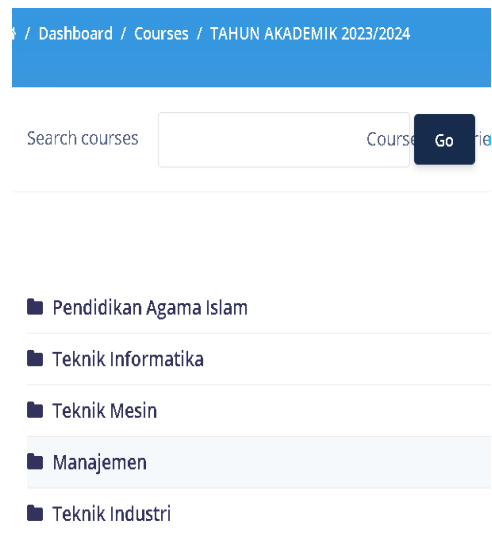 / Dashboard / Courses / TAHUN AKADEMIK 2023/2024
Search courses Go
Pendidikan Agama Islam
Teknik Informatika
Teknik Mesin
Manajemen
Teknik Industri